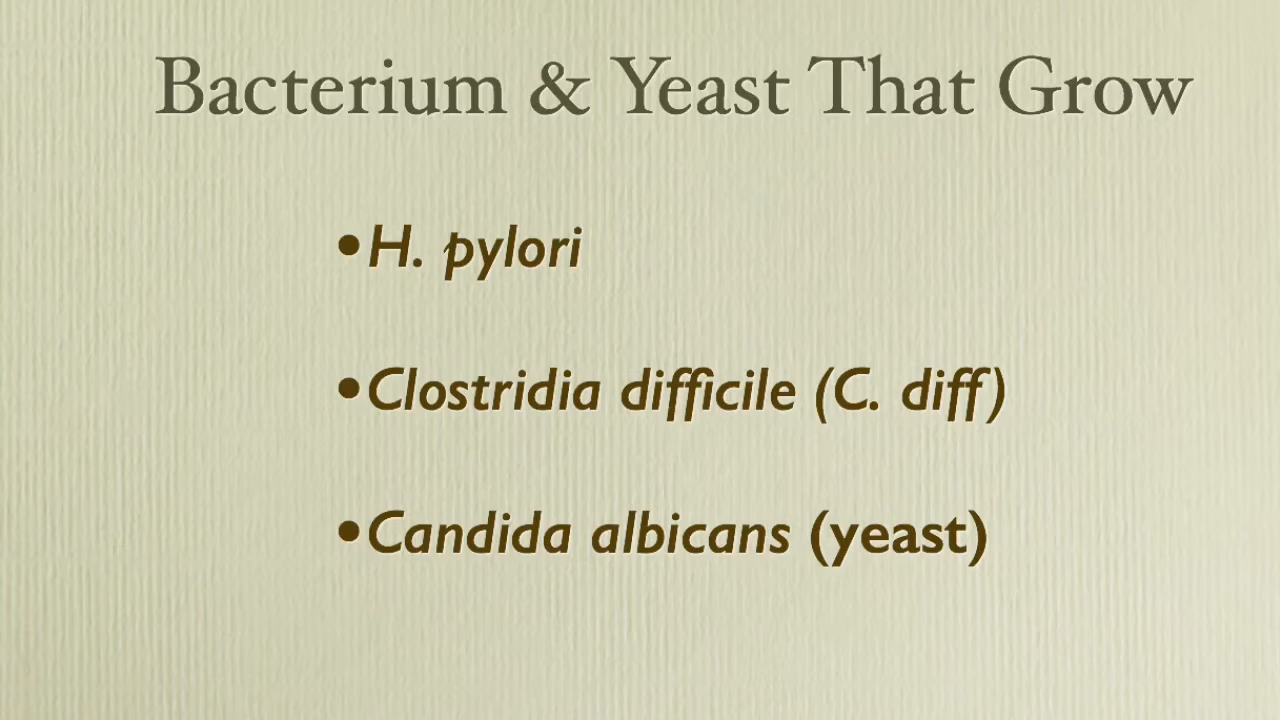 Bacterium & Yeast That Grow
•H. pylori
•Clostridia difficile (C. diff)
•Candida albicans (yeast)